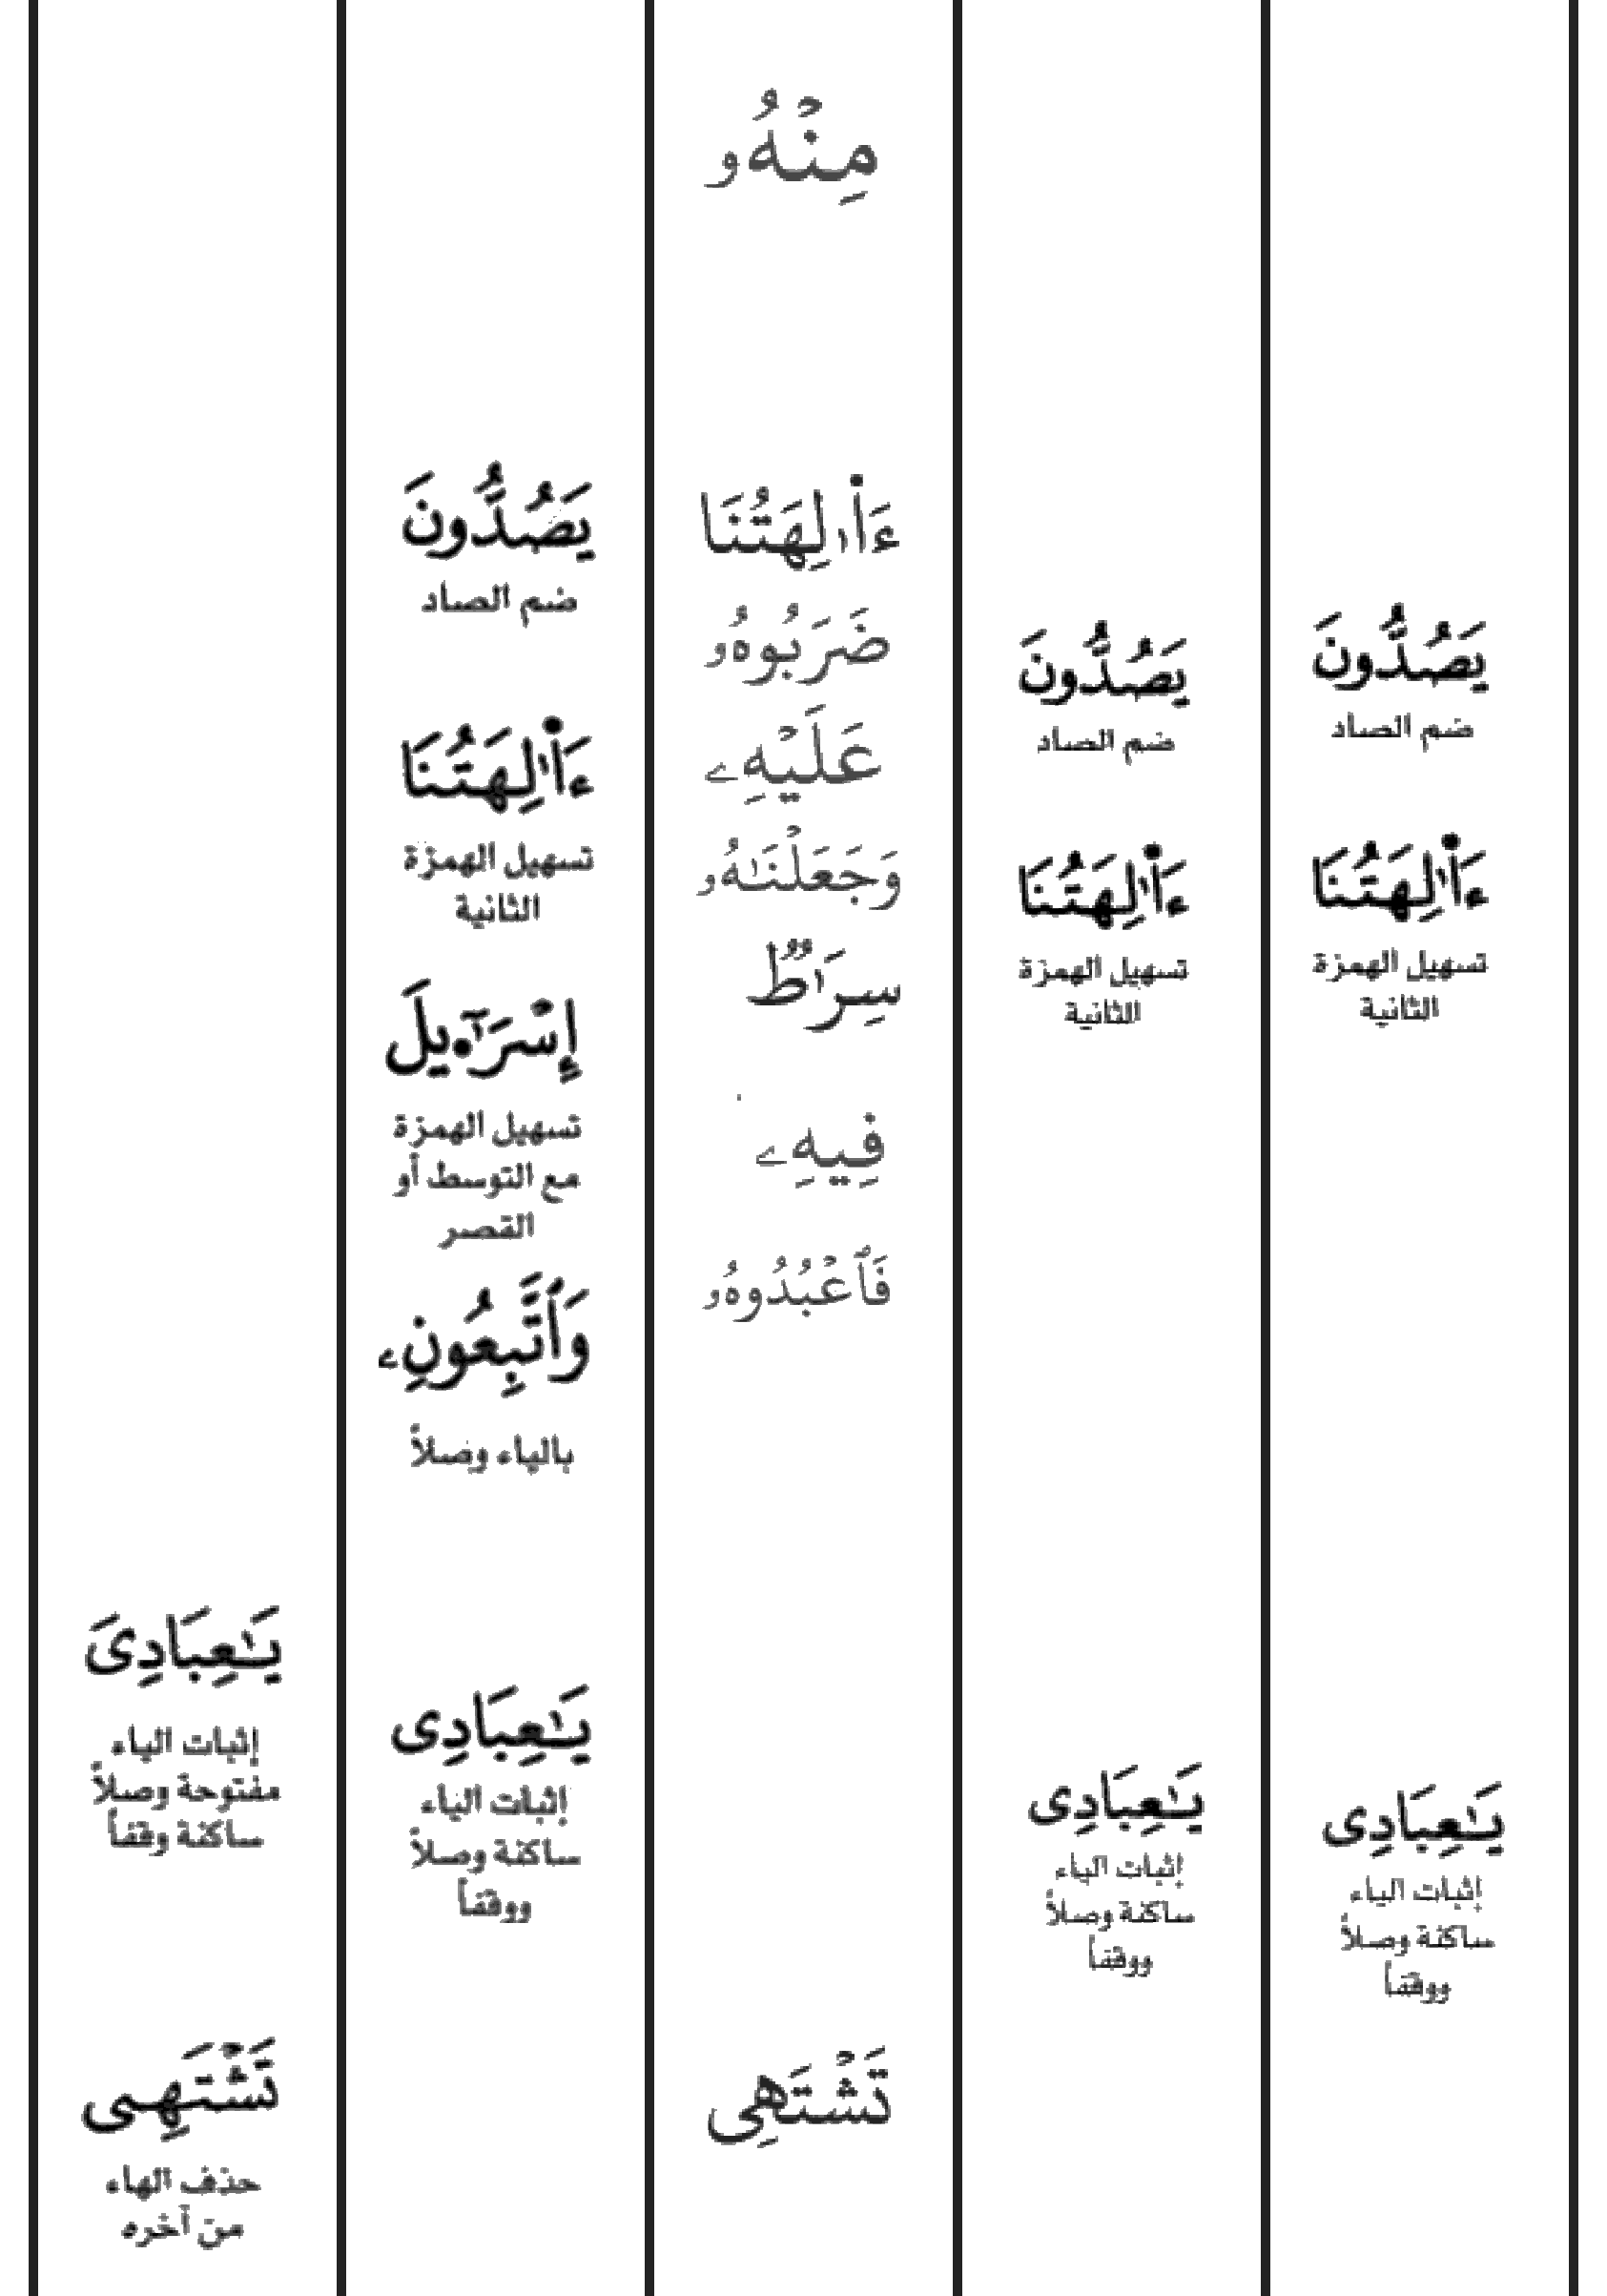 يَصُدُّونَ
ضم الصاد
ءَاْ۬لِهَتُنَا
تسهيل الهمزة
الثانية
يَـٰعِبَادِى
إثبات الياء
ساكنة وصلاً
ووقفاً
يَصُدُّونَ
ضم الصاد
ءَاْ۬لِهَتُنَا
تسهيل الهمزة
الثانية
يَـٰعِبَادِى
إثبات الياء
ساكنة وصلاً
ووقفاً
مِنْهُۥ
ءَاْ۬لِهَتُنَا
ضَرَبُوهُۥ
عَلَيْهِۦ
وَجَعَلْنَـٰهُۥ
سِرَٰطٌ
فِيهِۦ
فَٱعْبُدُوهُۥ
تَشْتَهِى
يَصُدُّونَ
ضم الصاد
ءَاْ۬لِهَتُنَا
تسهيل الهمزة
الثانية
إِسْرَٰٓ•يلَ
تسهيل الهمزة
مع التوسط أو
القصر
وَٱتَّبِعُونِۦ
بالياء وصلاً
يَـٰعِبَادِى
إثبات الياء
ساكنة وصلاً
ووقفاً
يَـٰعِبَادِىَ
إثبات الياء
مفتوحة وصلاً
ساكنة وقفاً
تَشْتَهِى
حذف الهاء
من آخره